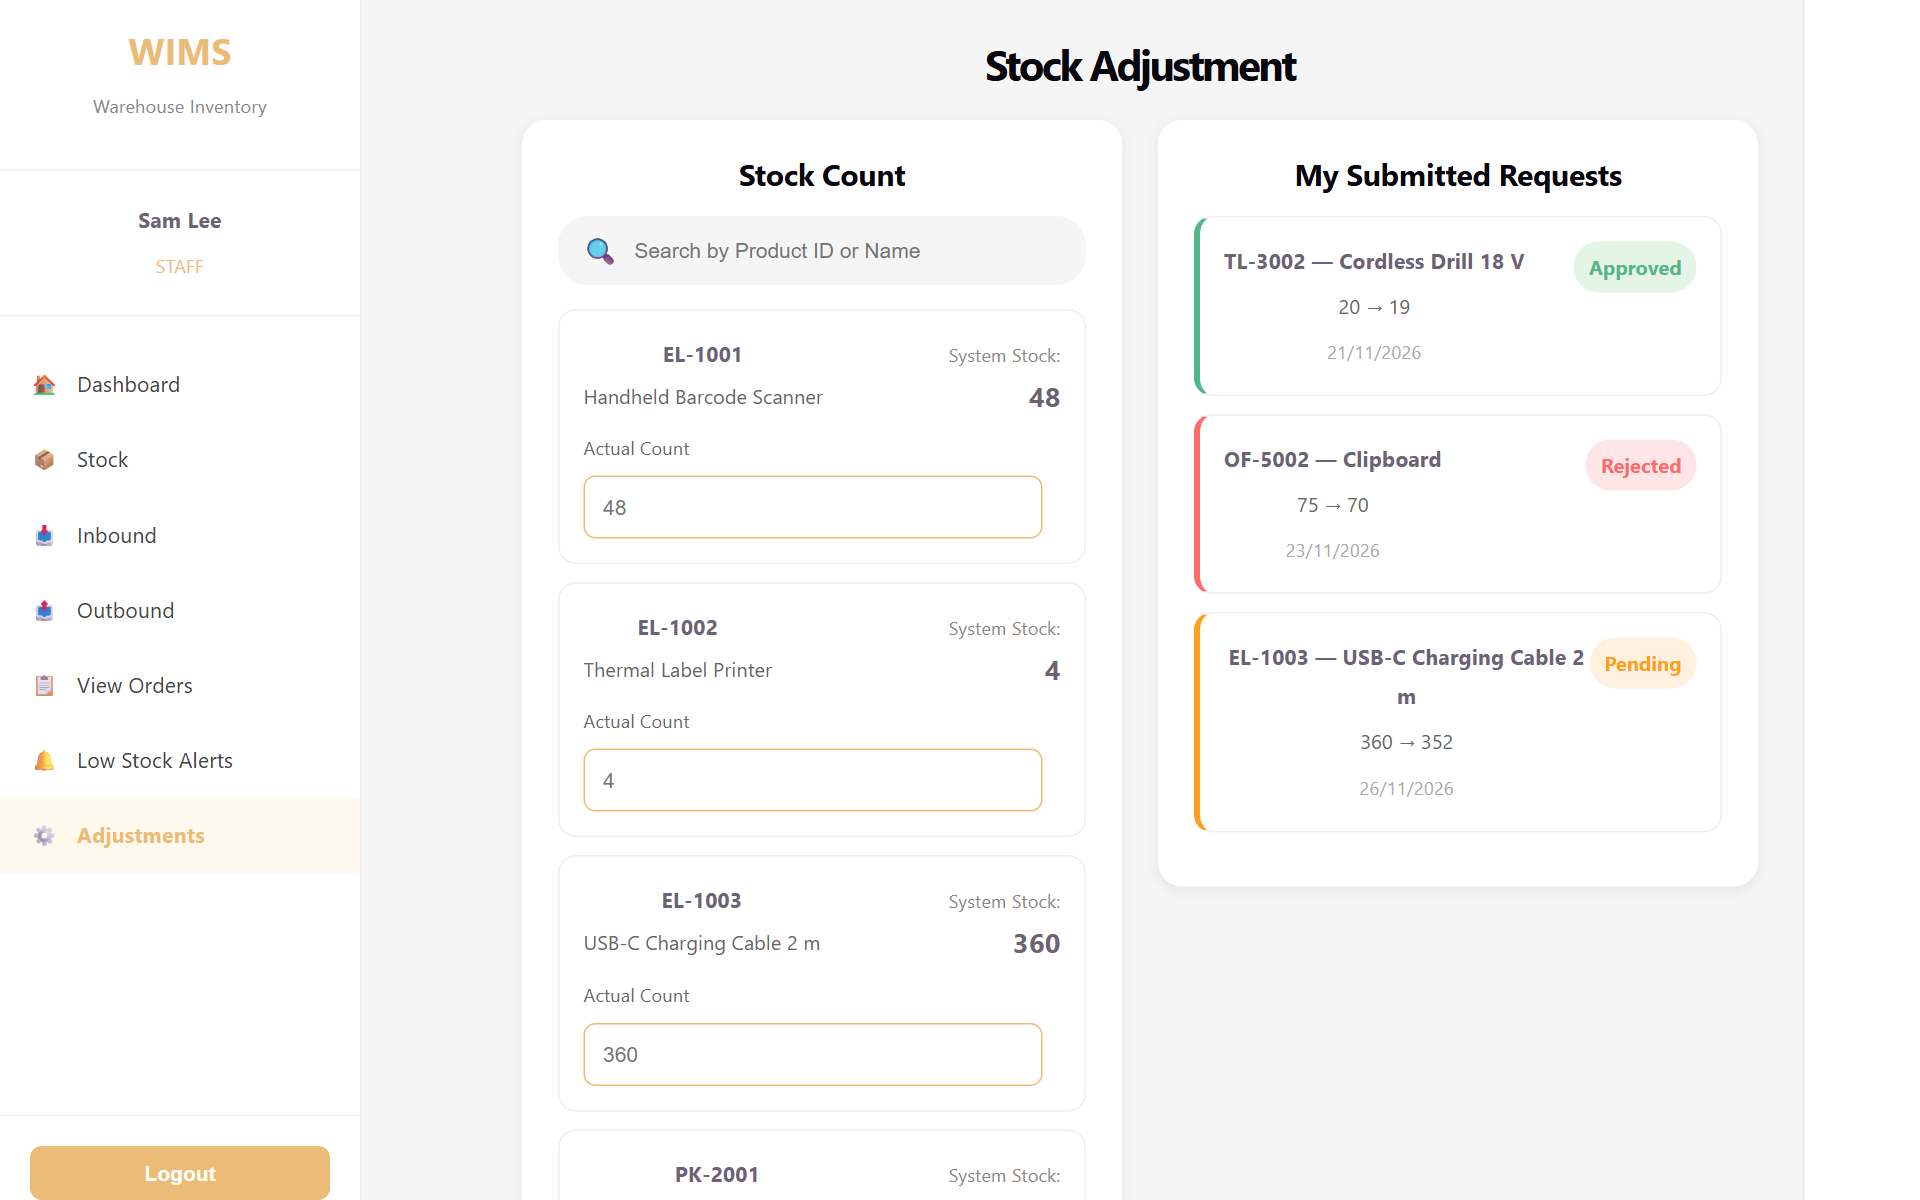 WIMS
Warehouse Inventory
Sam Lee
STAFF
Dashboard
Stock
Inbound
Outbound
View Orders
Low Stock Alerts
Adjustments
Logout
Stock Adjustment
Stock Count
Search by Product ID or Name
EL-1001
System Stock:
Handheld Barcode Scanner
48
Actual Count
48
EL-1002
System Stock:
Thermal Label Printer
4
Actual Count
4
EL-1003
System Stock:
USB-C Charging Cable 2 m
360
Actual Count
360
PK-2001
System Stock:
My Submitted Requests
TL-3002 — Cordless Drill 18 V
Approved
20 → 19
21/11/2026
OF-5002 — Clipboard
Rejected
75 → 70
23/11/2026
EL-1003 — USB-C Charging Cable 2
m
Pending
360 → 352
26/11/2026